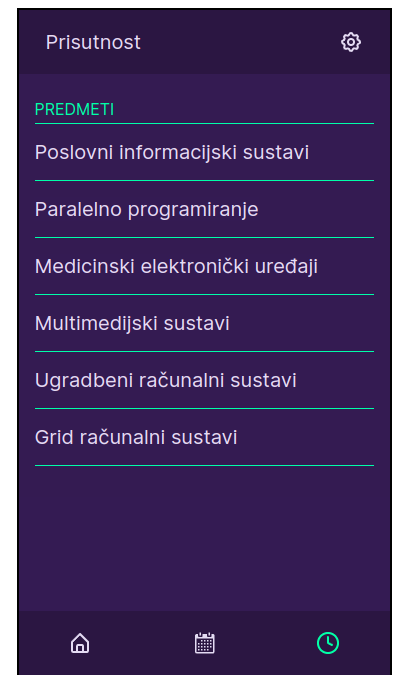 Prisutnost
PREDMETI
Poslovni informacijski sustavi
Paralelno programiranje
Medicinski elektronički uređaji
Multimedijski sustavi
Ugradbeni računalni sustavi
Grid računalni sustavi